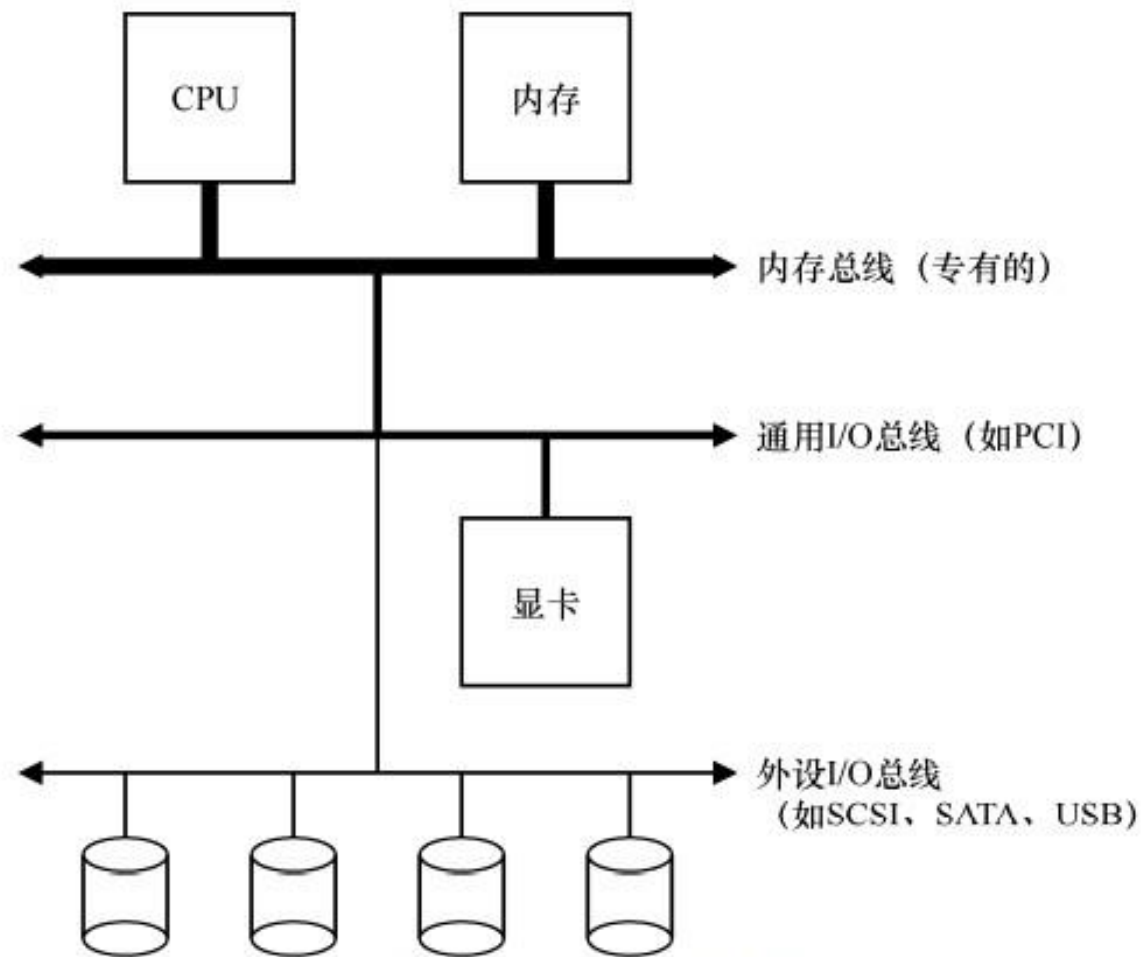 CPU
内存
内存总线（专有的）
通用I/O总线（如PCI）
显卡
外设I/O总线
（如SCSI、SATA、USB）